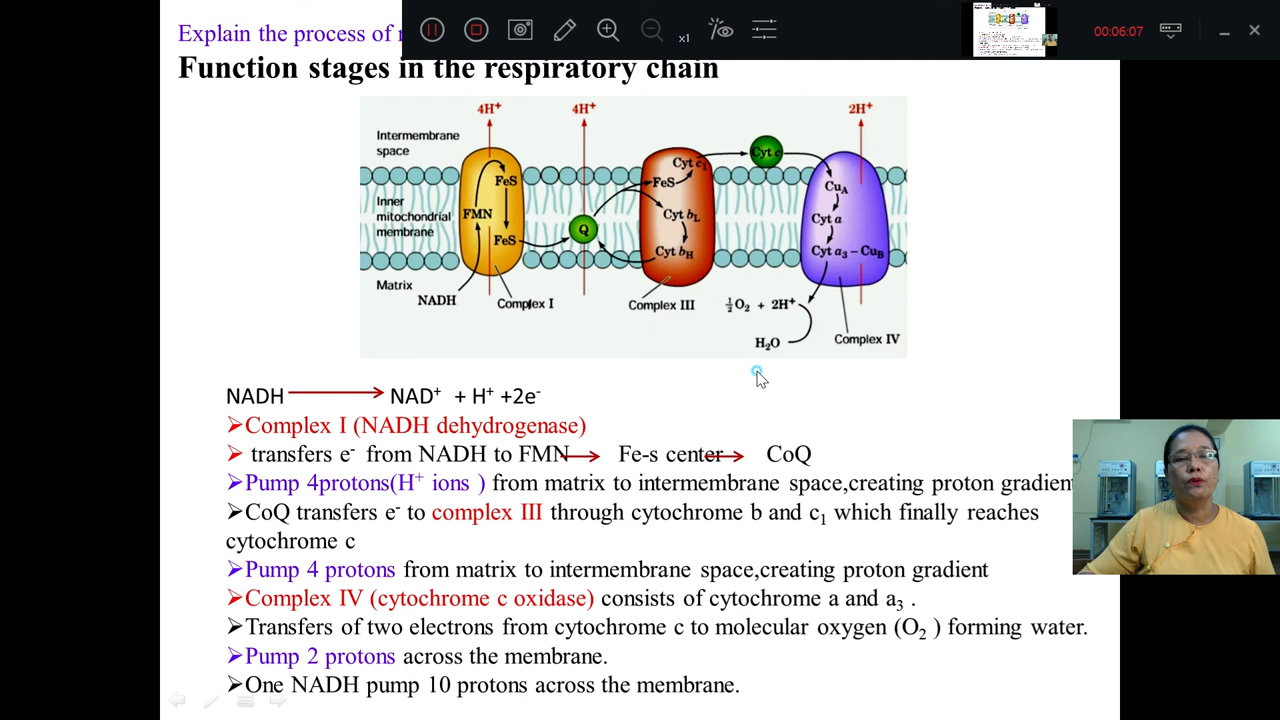 Explain the process of
x1
00:06:07
Function stages in the respiratory chain
4H⁺ 4H⁺ 2H⁺
Intermembrane
space
Cyt c₁
Cyt c
FeS
FeS
Cu_A
Inner
mitochondrial
membrane
FMN
Q
Cyt b_L
Cyt a
FeS
Cyt b_H
Cyt a₃ – Cu_B
Matrix
NADH
Complex I
Complex III
½O₂ + 2H⁺
H₂O
Complex IV
NADH → NAD⁺ + H⁺ +2e⁻
➢Complex I (NADH dehydrogenase)
➢ transfers e⁻ from NADH to FMN → Fe-s center → CoQ
➢Pump 4protons(H⁺ ions ) from matrix to intermembrane space,creating proton gradient
➢CoQ transfers e⁻ to complex III through cytochrome b and c₁ which finally reaches
cytochrome c
➢Pump 4 protons from matrix to intermembrane space,creating proton gradient
➢Complex IV (cytochrome c oxidase) consists of cytochrome a and a₃ .
➢Transfers of two electrons from cytochrome c to molecular oxygen (O₂ ) forming water.
➢Pump 2 protons across the membrane.
➢One NADH pump 10 protons across the membrane.